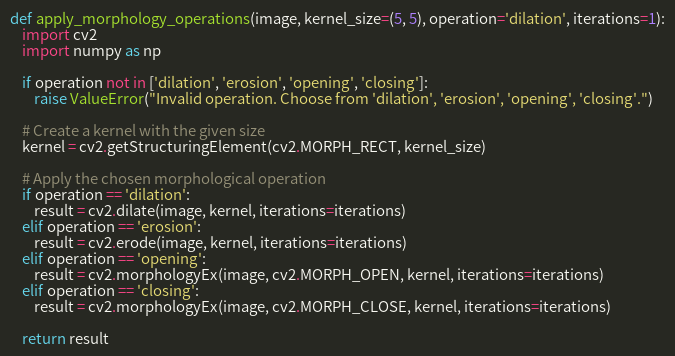 def apply_morphology_operations(image, kernel_size=(5, 5), operation='dilation', iterations=1):
    import cv2
    import numpy as np

    if operation not in ['dilation', 'erosion', 'opening', 'closing']:
        raise ValueError("Invalid operation. Choose from 'dilation', 'erosion', 'opening', 'closing'.")

    # Create a kernel with the given size
    kernel = cv2.getStructuringElement(cv2.MORPH_RECT, kernel_size)

    # Apply the chosen morphological operation
    if operation == 'dilation':
        result = cv2.dilate(image, kernel, iterations=iterations)
    elif operation == 'erosion':
        result = cv2.erode(image, kernel, iterations=iterations)
    elif operation == 'opening':
        result = cv2.morphologyEx(image, cv2.MORPH_OPEN, kernel, iterations=iterations)
    elif operation == 'closing':
        result = cv2.morphologyEx(image, cv2.MORPH_CLOSE, kernel, iterations=iterations)

    return result